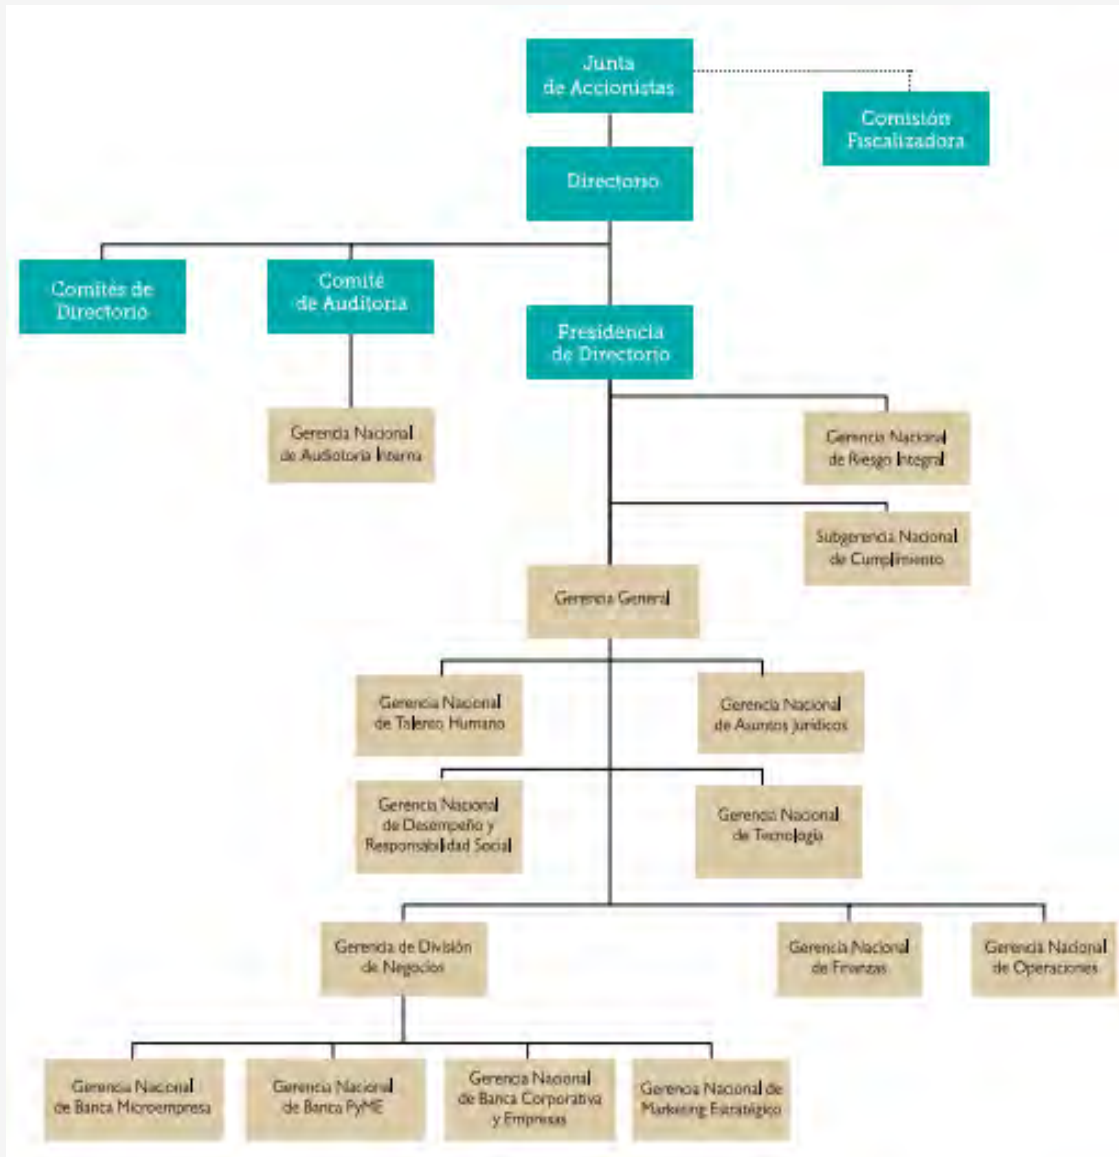 Junta
de Accionistas
Comisión
Fiscalizadora
Directorio
Comités de
Directorio
Comité
de Auditoria
Presidencia
de Directorio
Gerencia Nacional
de Audiotoria Interna
Gerencia Nacional
de Riesgo Integral
Subgerencia Nacional
de Cumplimiento
Gerencia General
Gerencia Nacional
de Talento Humano
Gerencia Nacional
de Asuntos Jurídicos
Gerencia Nacional
de Desempeño y
Responsabilidad Social
Gerencia Nacional
de Tecnología
Gerencia de División
de Negocios
Gerencia Nacional
de Finanzas
Gerencia Nacional
de Operaciones
Gerencia Nacional
de Banca Microempresa
Gerencia Nacional
de Banca PyME
Gerencia Nacional
de Banca Corporativa
y Empresas
Gerencia Nacional de
Marketing Estratégico